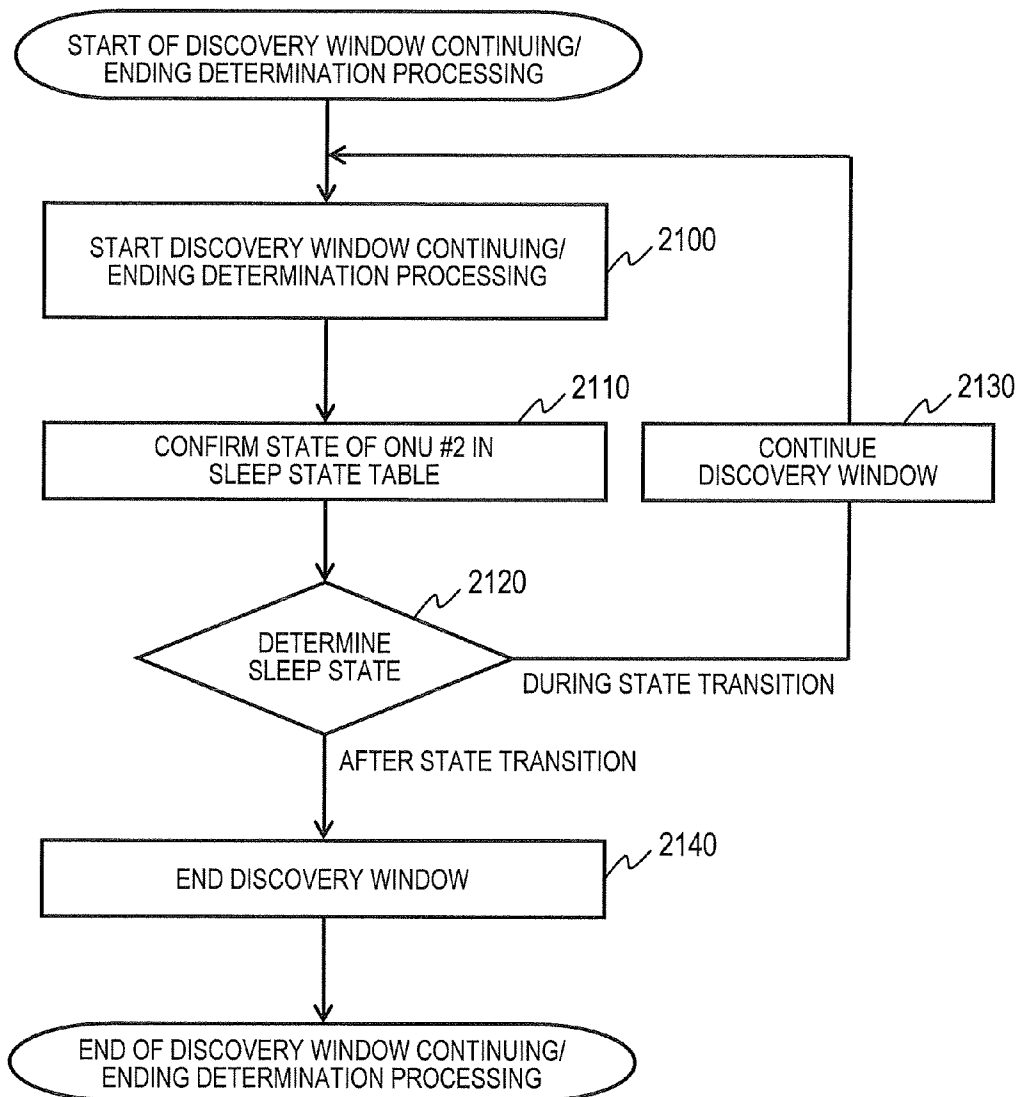 START OF DISCOVERY WINDOW CONTINUING/
ENDING DETERMINATION PROCESSING
2100
START DISCOVERY WINDOW CONTINUING/
ENDING DETERMINATION PROCESSING
2110
CONFIRM STATE OF ONU #2 IN
SLEEP STATE TABLE
2130
CONTINUE
DISCOVERY WINDOW
2120
DETERMINE
SLEEP STATE
DURING STATE TRANSITION
AFTER STATE TRANSITION
2140
END DISCOVERY WINDOW
END OF DISCOVERY WINDOW CONTINUING/
ENDING DETERMINATION PROCESSING